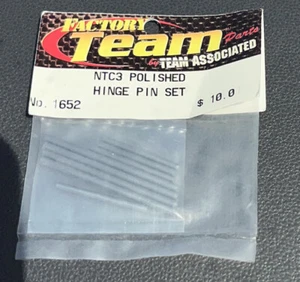 FACTORY
Team
Parts
by TEAM ASSOCIATED
NTC3 POLISHED
HINGE PIN SET
No. 1652
$ 10.0